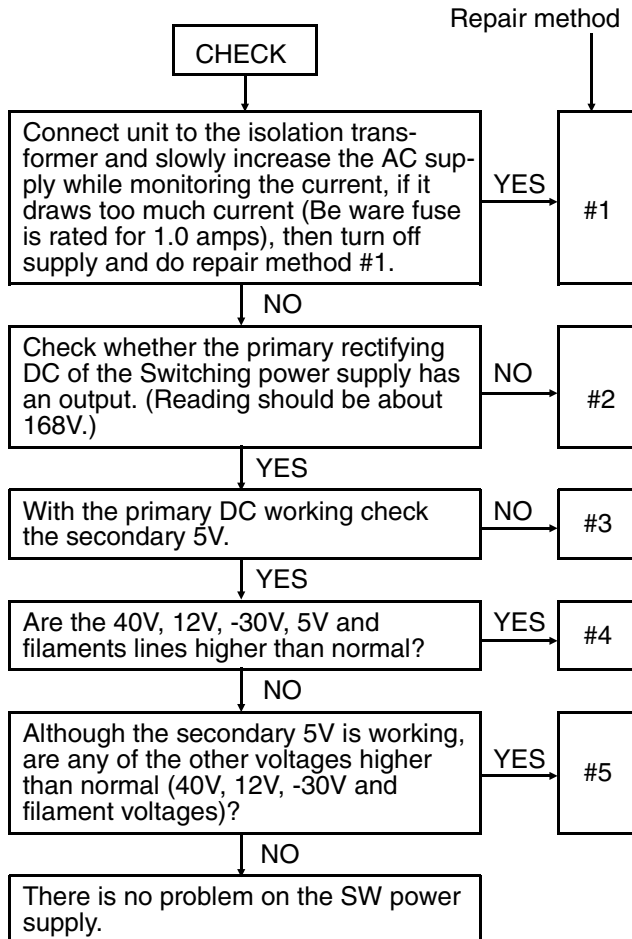 Repair method
CHECK
Connect unit to the isolation trans-
former and slowly increase the AC sup-
ply while monitoring the current, if it
draws too much current (Be ware fuse
is rated for 1.0 amps), then turn off
supply and do repair method #1.
YES
#1
NO
Check whether the primary rectifying
DC of the Switching power supply has
an output. (Reading should be about
168V.)
NO
#2
YES
With the primary DC working check
the secondary 5V.
NO
#3
YES
Are the 40V, 12V, -30V, 5V and
filaments lines higher than normal?
YES
#4
NO
Although the secondary 5V is working,
are any of the other voltages higher
than normal (40V, 12V, -30V and
filament voltages)?
YES
#5
NO
There is no problem on the SW power
supply.